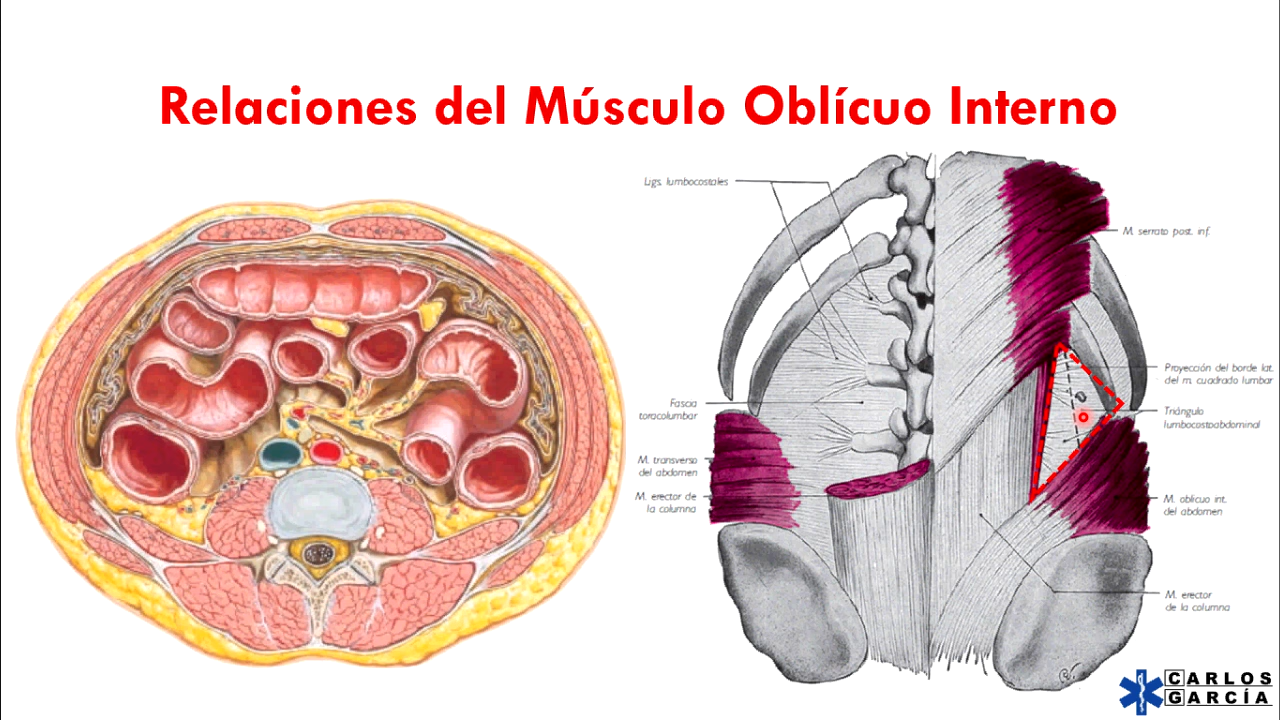 Relaciones del Músculo Oblícuo Interno
Ligs. lumbocostales
M. serrato post. inf.
Proyección del borde lat.
del m. cuadrado lumbar
Fascia
toracolumbar
Triángulo
lumbocostoabdominal
M. transverso
del abdomen
M. erector de
la columna
M. oblicuo int.
del abdomen
M. erector
de la columna
CARLOS
GARCÍA